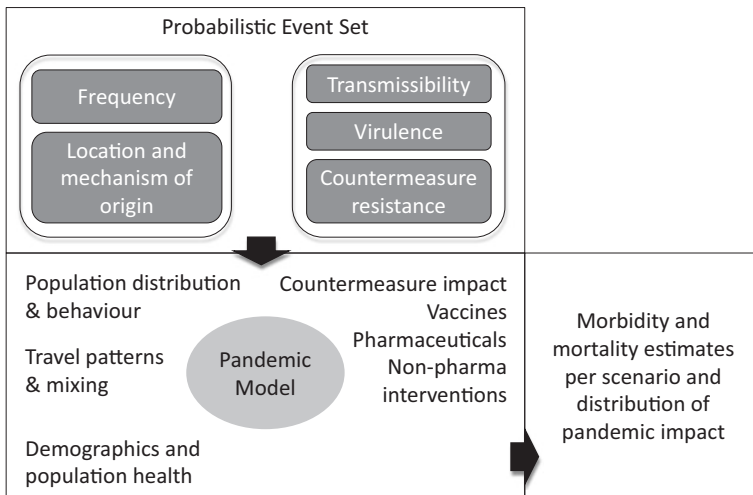 Probabilistic Event Set
Frequency
Location and
mechanism of
origin
Transmissibility
Virulence
Countermeasure
resistance
Population distribution
& behaviour
Travel patterns
& mixing
Demographics and
population health
Pandemic
Model
Countermeasure impact
Vaccines
Pharmaceuticals
Non-pharma
interventions
Morbidity and
mortality estimates
per scenario and
distribution of
pandemic impact